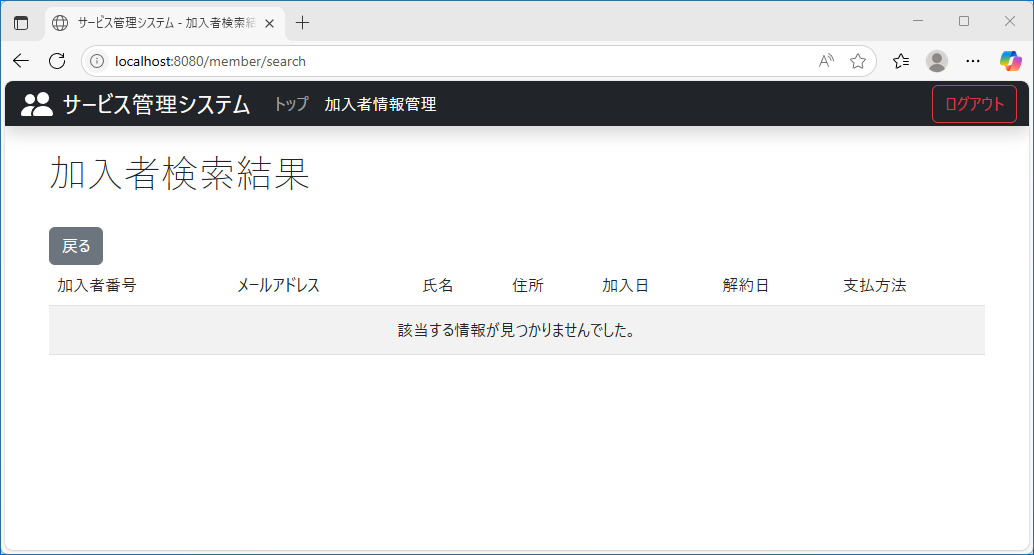 サービス管理システム - 加入者検索結
localhost:8080/member/search
サービス管理システム トップ 加入者情報管理 ログアウト
加入者検索結果
戻る
加入者番号 メールアドレス 氏名 住所 加入日 解約日 支払方法
該当する情報が見つかりませんでした。